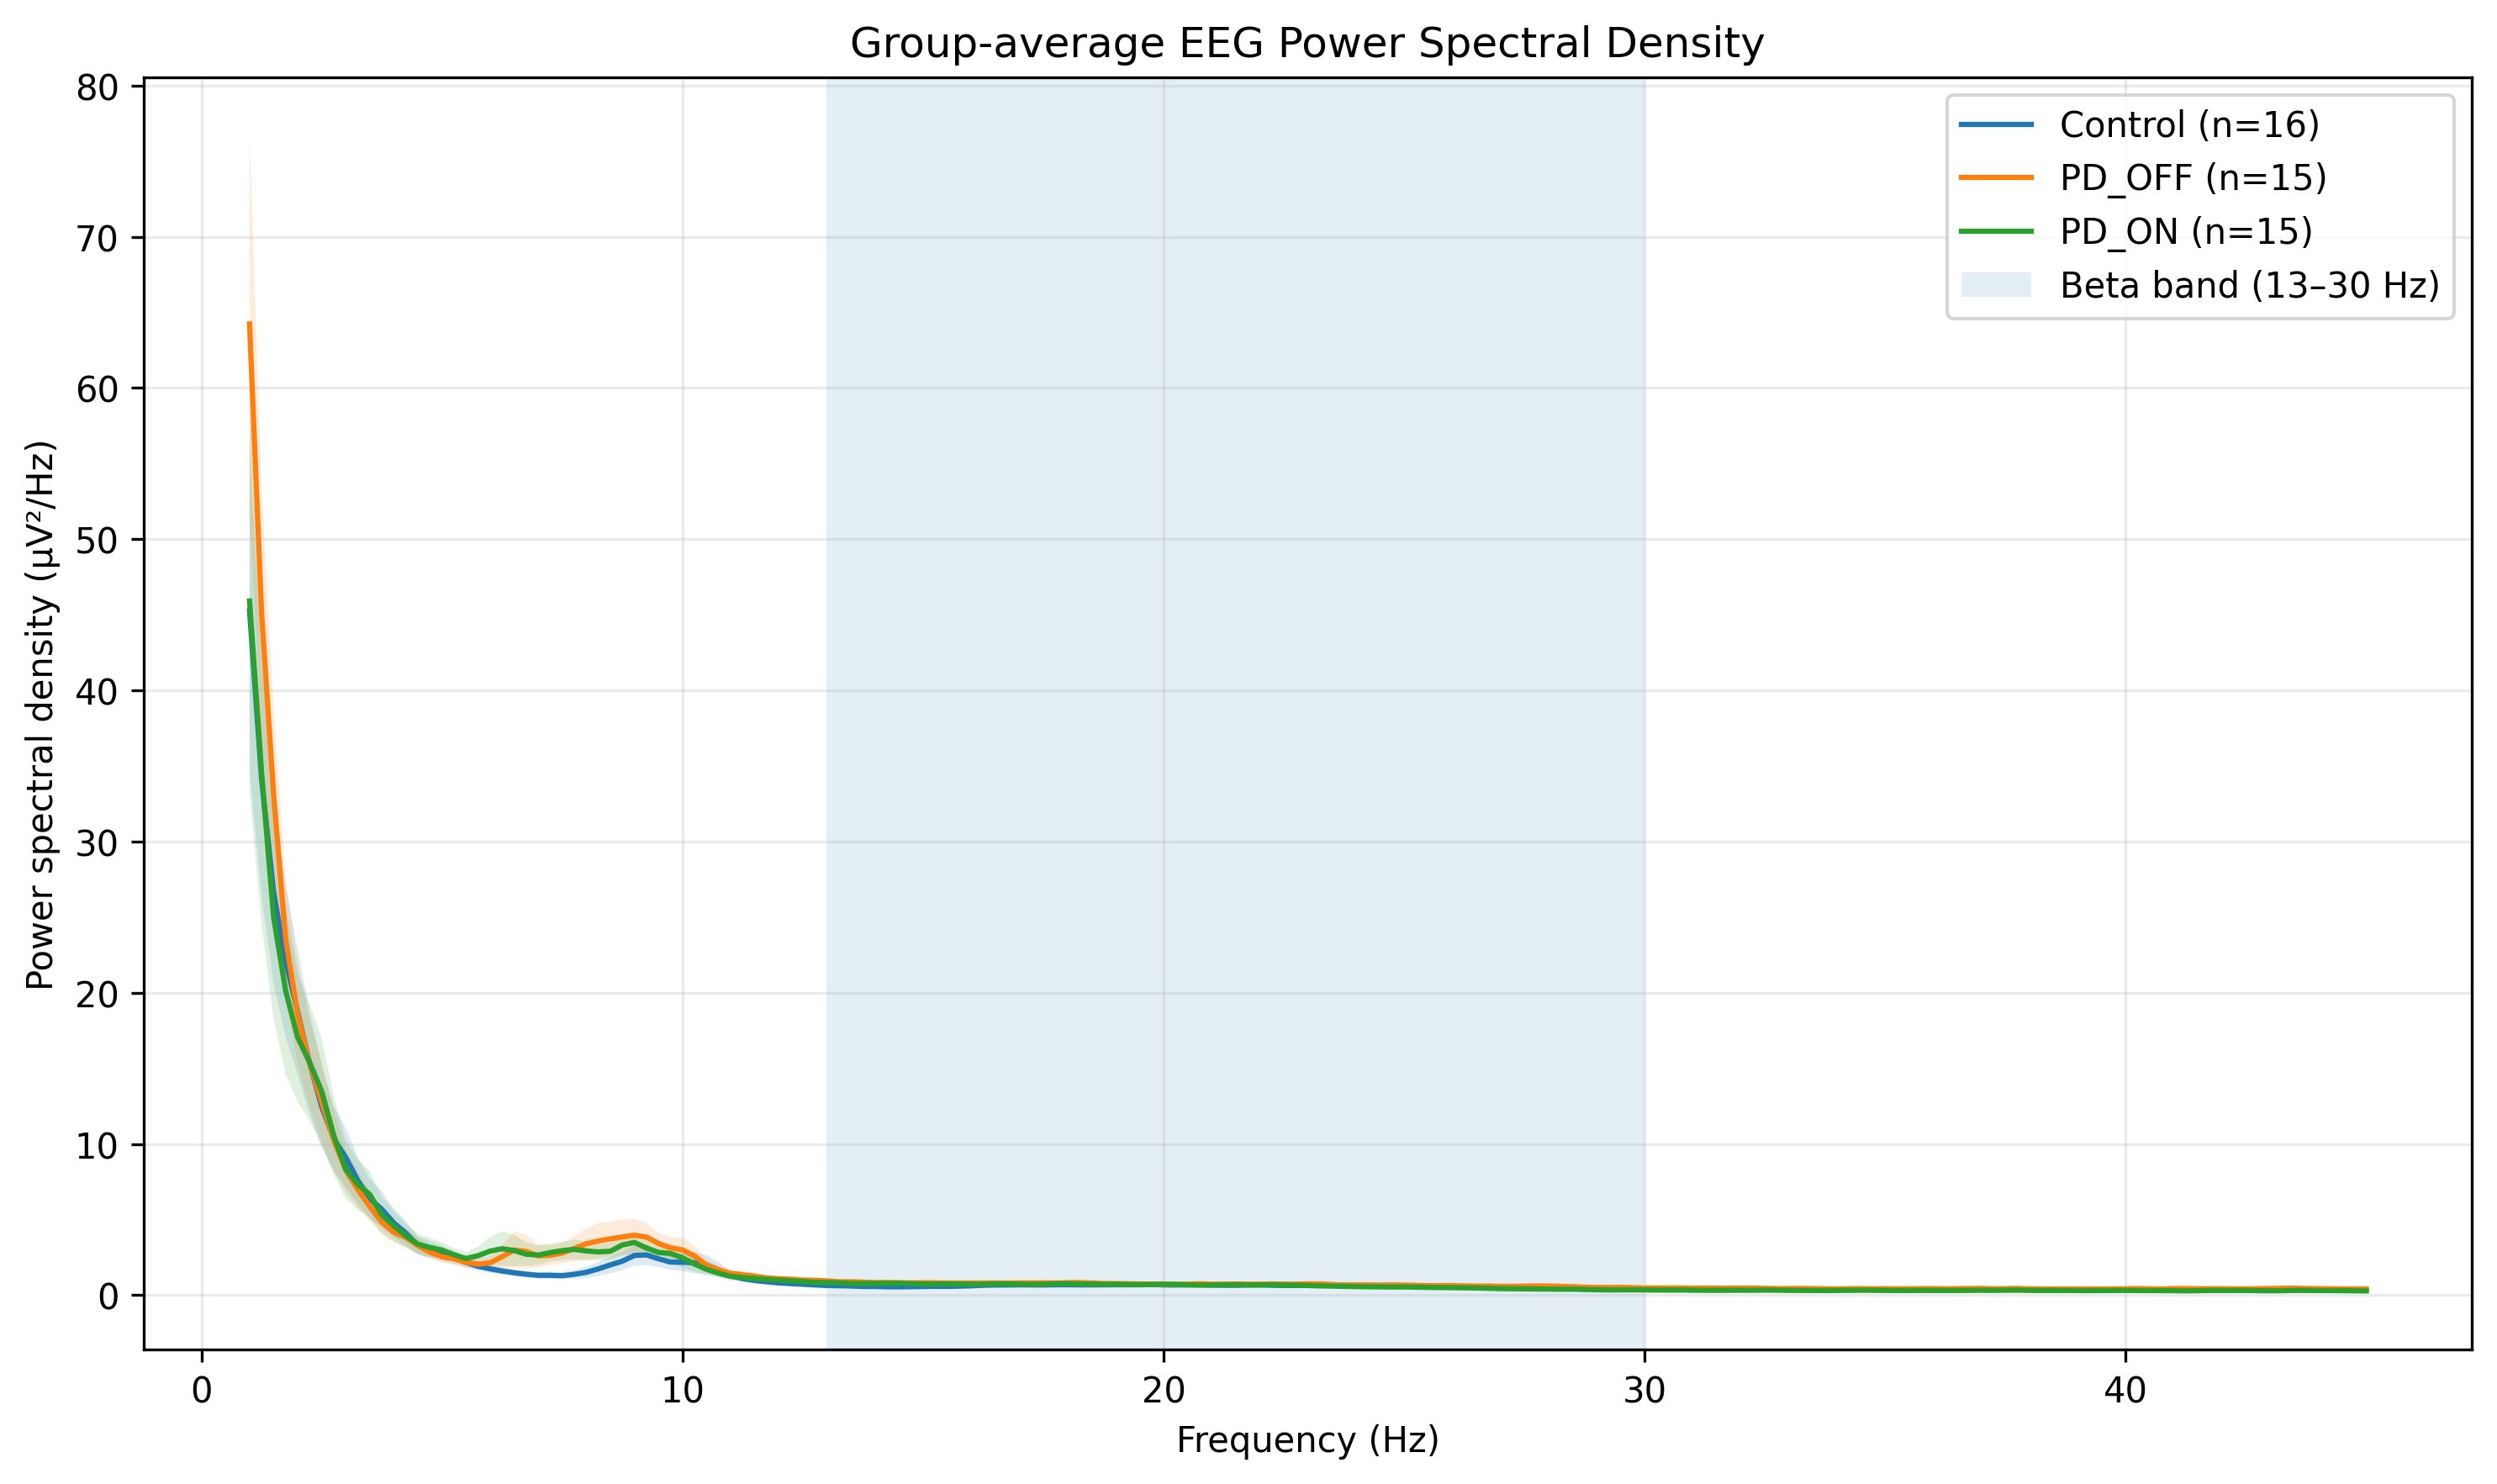 Group-average EEG Power Spectral Density
Power spectral density (µV²/Hz)
80
70
60
50
40
30
20
10
0
Control (n=16)
PD_OFF (n=15)
PD_ON (n=15)
Beta band (13–30 Hz)
0 10 20 30 40
Frequency (Hz)